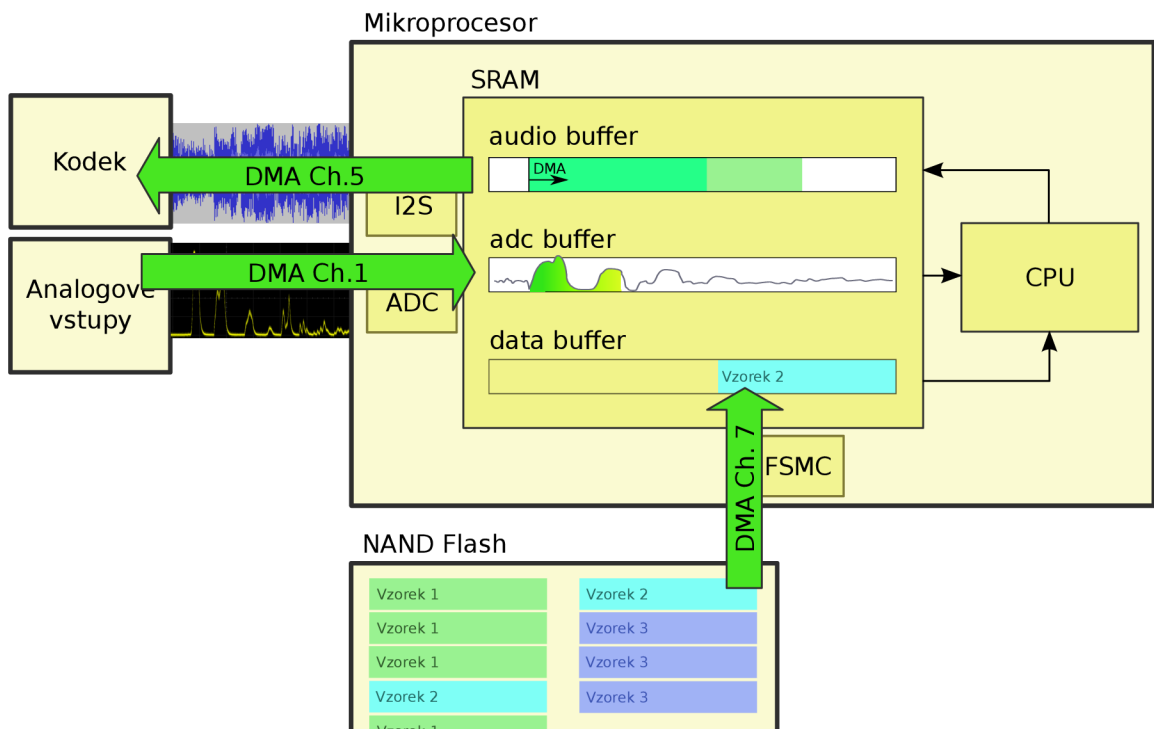 Mikroprocesor
SRAM
Kodek
audio buffer
DMA
DMA Ch.5
I2S
adc buffer
Analogove
vstupy
DMA Ch.1
ADC
CPU
data buffer
Vzorek 2
DMA Ch. 7
FSMC
NAND Flash
Vzorek 1
Vzorek 1
Vzorek 1
Vzorek 2
Vzorek 1
Vzorek 2
Vzorek 3
Vzorek 3
Vzorek 3